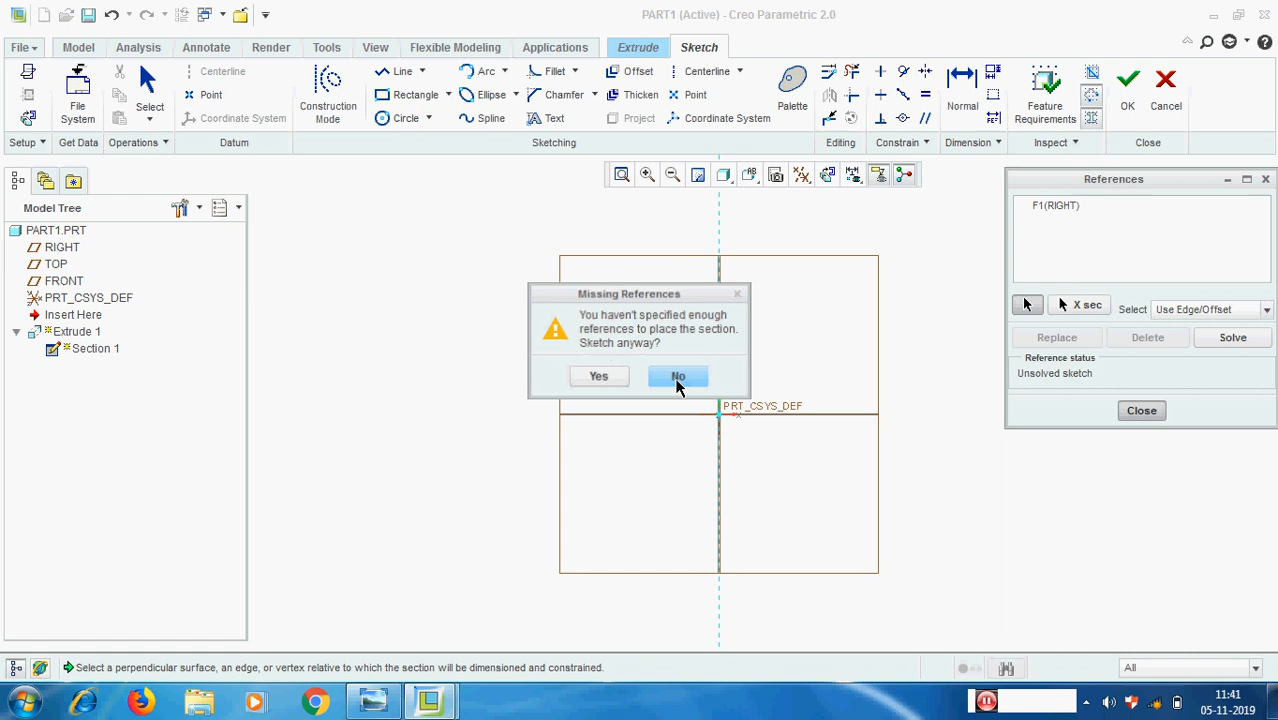 PART1 (Active) - Creo Parametric 2.0
File Model Analysis Annotate Render Tools View Flexible Modeling Applications Extrude Sketch
Centerline Line Arc Fillet Offset Centerline
Point Rectangle Ellipse Chamfer Thicken Point
Coordinate System Circle Spline Text Project Coordinate System
File System Select Construction Mode Palette Normal Feature Requirements OK Cancel
Setup Get Data Operations Datum Sketching Editing Constrain Dimension Inspect Close
Model Tree
PART1.PRT
RIGHT
TOP
FRONT
PRT_CSYS_DEF
Insert Here
Extrude 1
Section 1
Missing References
You haven't specified enough
references to place the section.
Sketch anyway?
Yes No
PRT_CSYS_DEF
References
F1(RIGHT)
X sec Select Use Edge/Offset
Replace Delete Solve
Reference status
Unsolved sketch
Close
Select a perpendicular surface, an edge, or vertex relative to which the section will be dimensioned and constrained.
All
11:41
05-11-2019